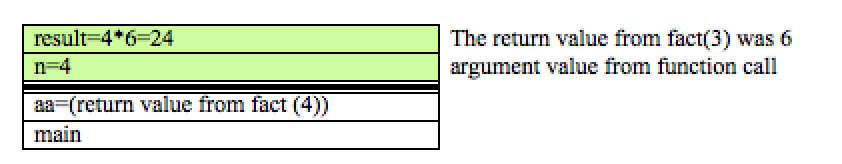 result=4*6=24 The return value from fact(3) was 6
n=4 argument value from function call
aa=(return value from fact (4))
main